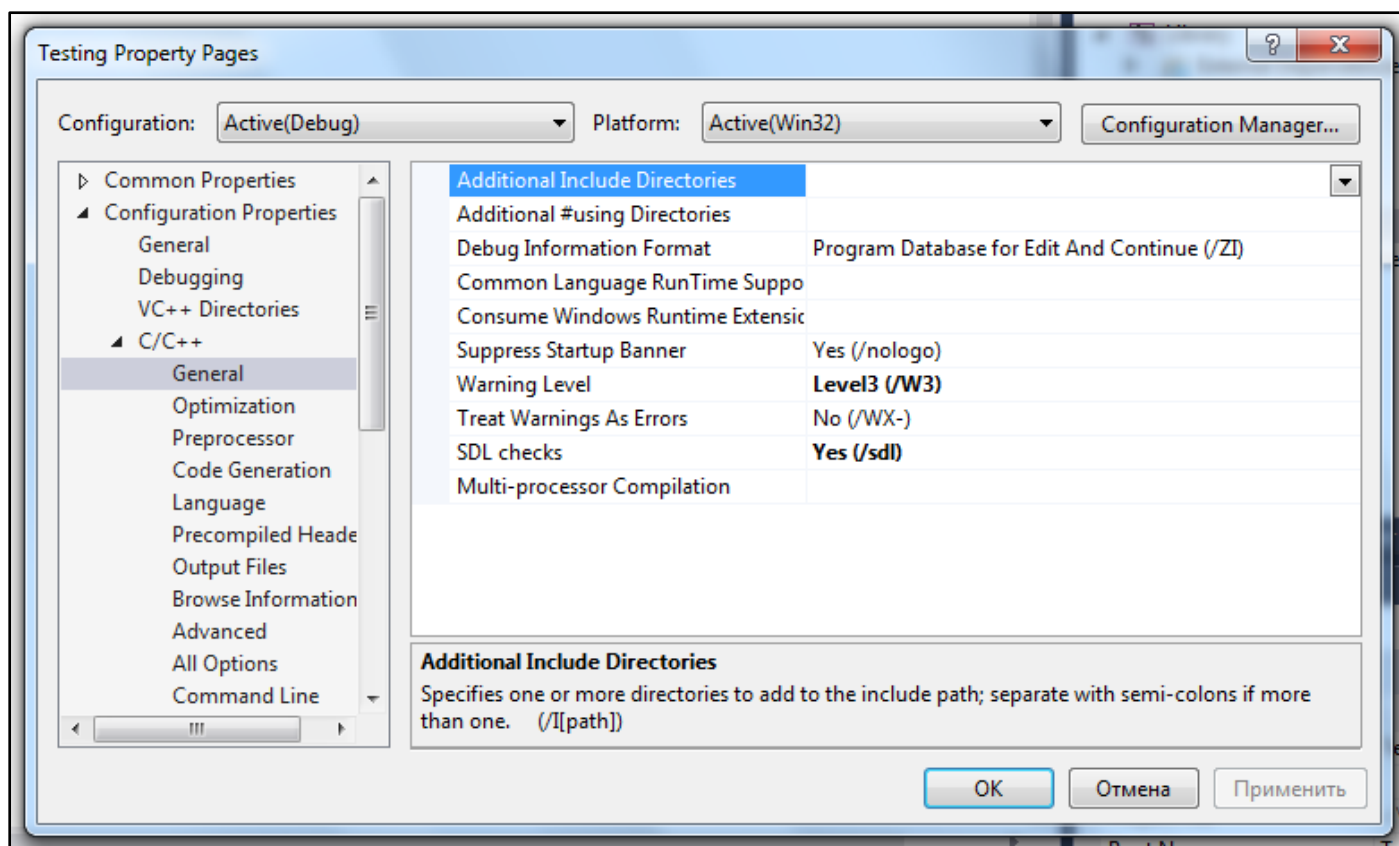 Testing Property Pages
Configuration: Active(Debug) Platform: Active(Win32) Configuration Manager...
Common Properties
Configuration Properties
General
Debugging
VC++ Directories
C/C++
General
Optimization
Preprocessor
Code Generation
Language
Precompiled Heade
Output Files
Browse Information
Advanced
All Options
Command Line
Additional Include Directories
Additional #using Directories
Debug Information Format Program Database for Edit And Continue (/ZI)
Common Language RunTime Suppo
Consume Windows Runtime Extensic
Suppress Startup Banner Yes (/nologo)
Warning Level Level3 (/W3)
Treat Warnings As Errors No (/WX-)
SDL checks Yes (/sdl)
Multi-processor Compilation
Additional Include Directories
Specifies one or more directories to add to the include path; separate with semi-colons if more
than one. (/I[path])
OK Отмена Применить